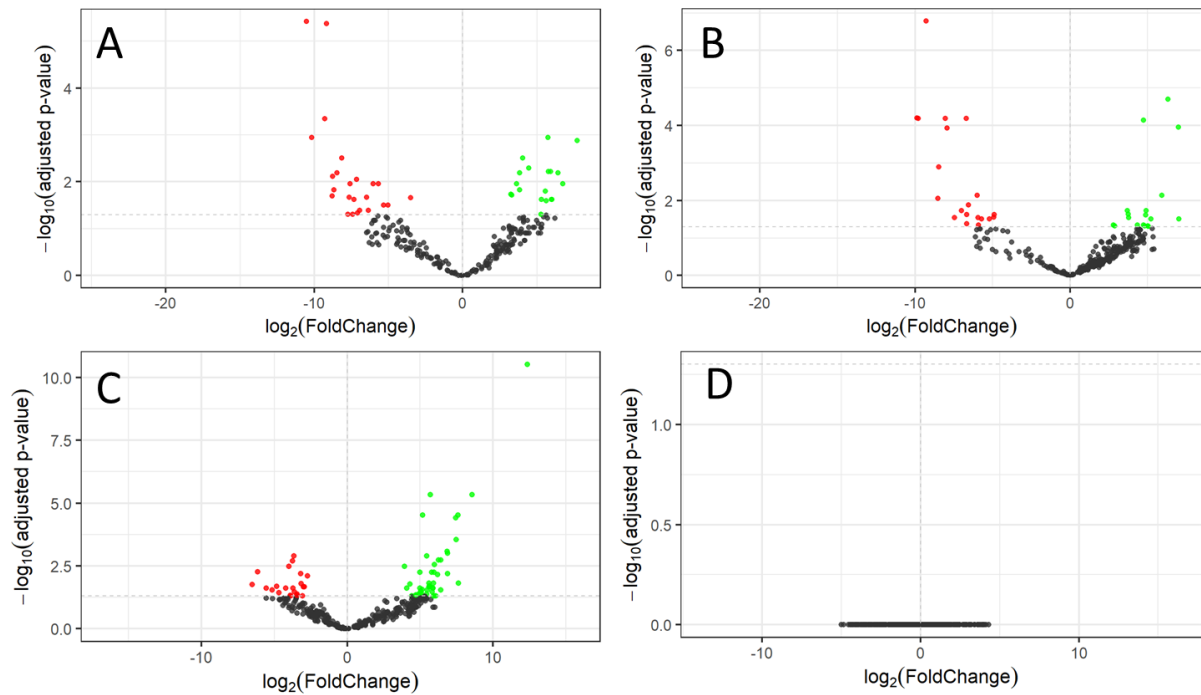 A
−log₁₀(adjusted p-value)
4
2
0
-20
-10
0
log₂(FoldChange)
B
−log₁₀(adjusted p-value)
6
4
2
0
-20
-10
0
log₂(FoldChange)
C
−log₁₀(adjusted p-value)
10.0
7.5
5.0
2.5
0.0
-10
0
10
log₂(FoldChange)
D
−log₁₀(adjusted p-value)
1.0
0.5
0.0
-10
0
10
log₂(FoldChange)